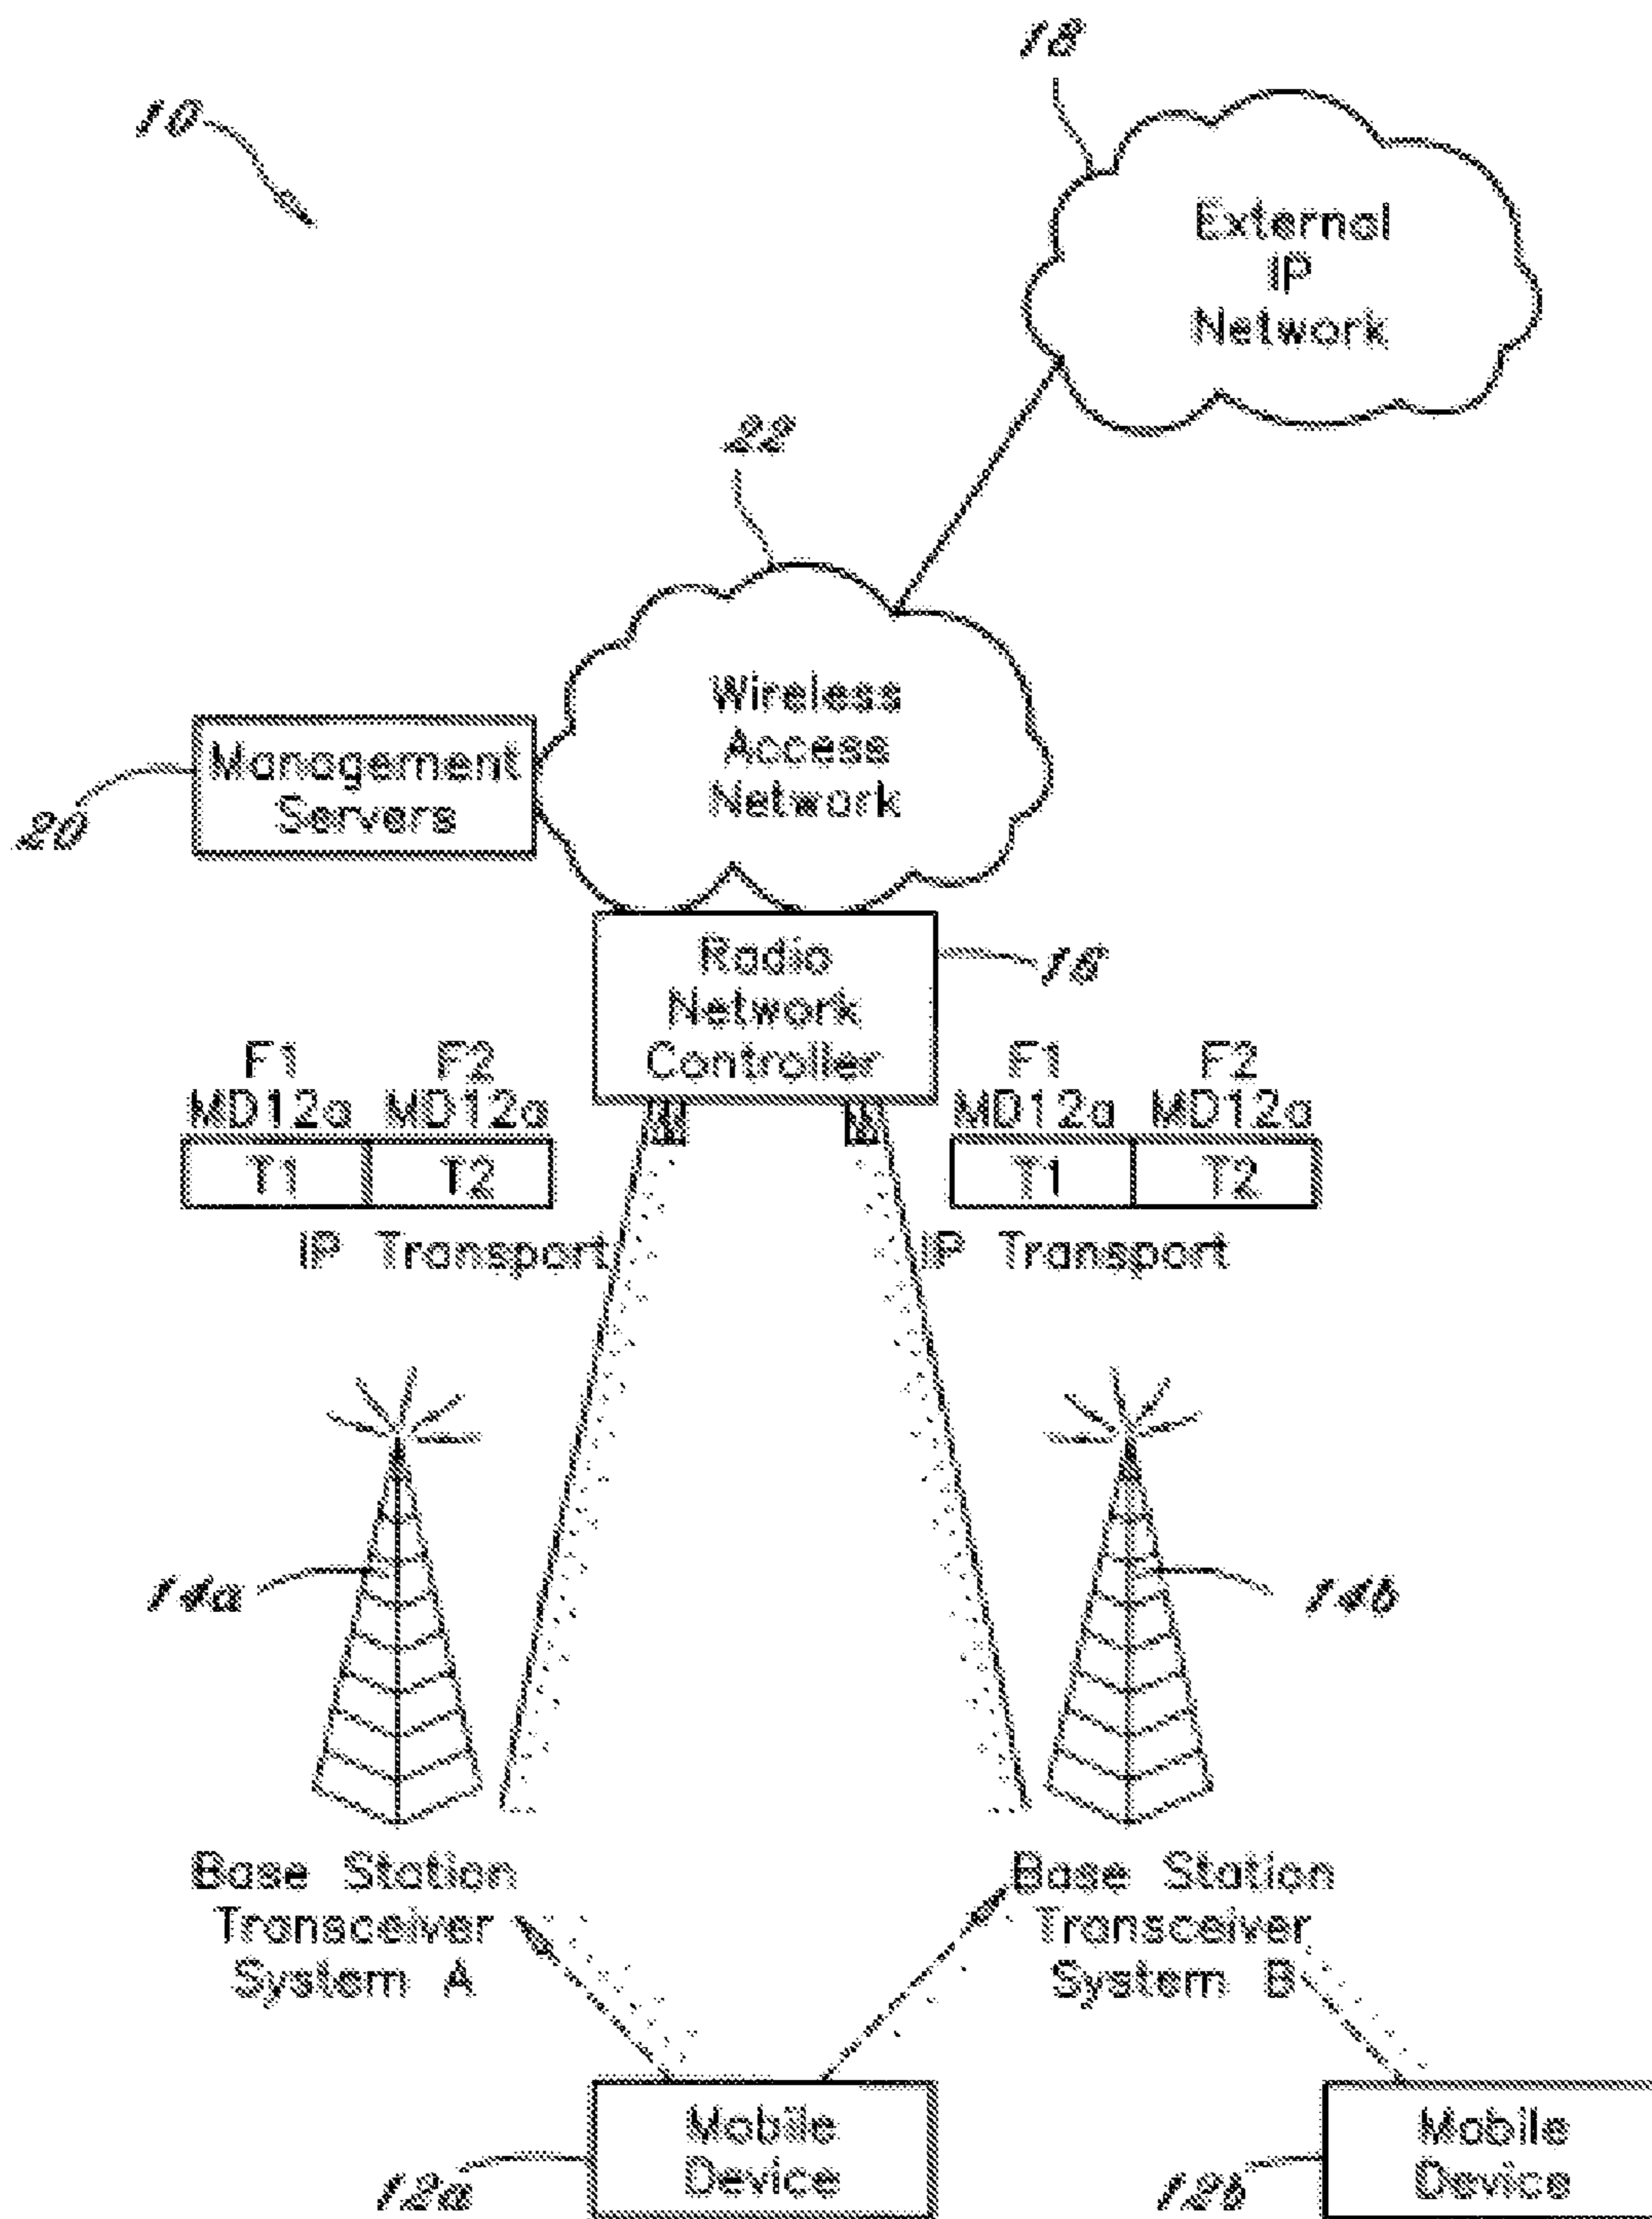 18
10
External
IP
Network
22
Wireless
Access
Network
Management
Servers
20
Radio
Network
Controller
16
F1 F2
MD12a MD12a
T1 T2
IP Transport
F1 F2
MD12a MD12a
T1 T2
IP Transport
14a
14b
Base Station
Transceiver
System A
Base Station
Transceiver
System B
Mobile
Device
12a
Mobile
Device
12b